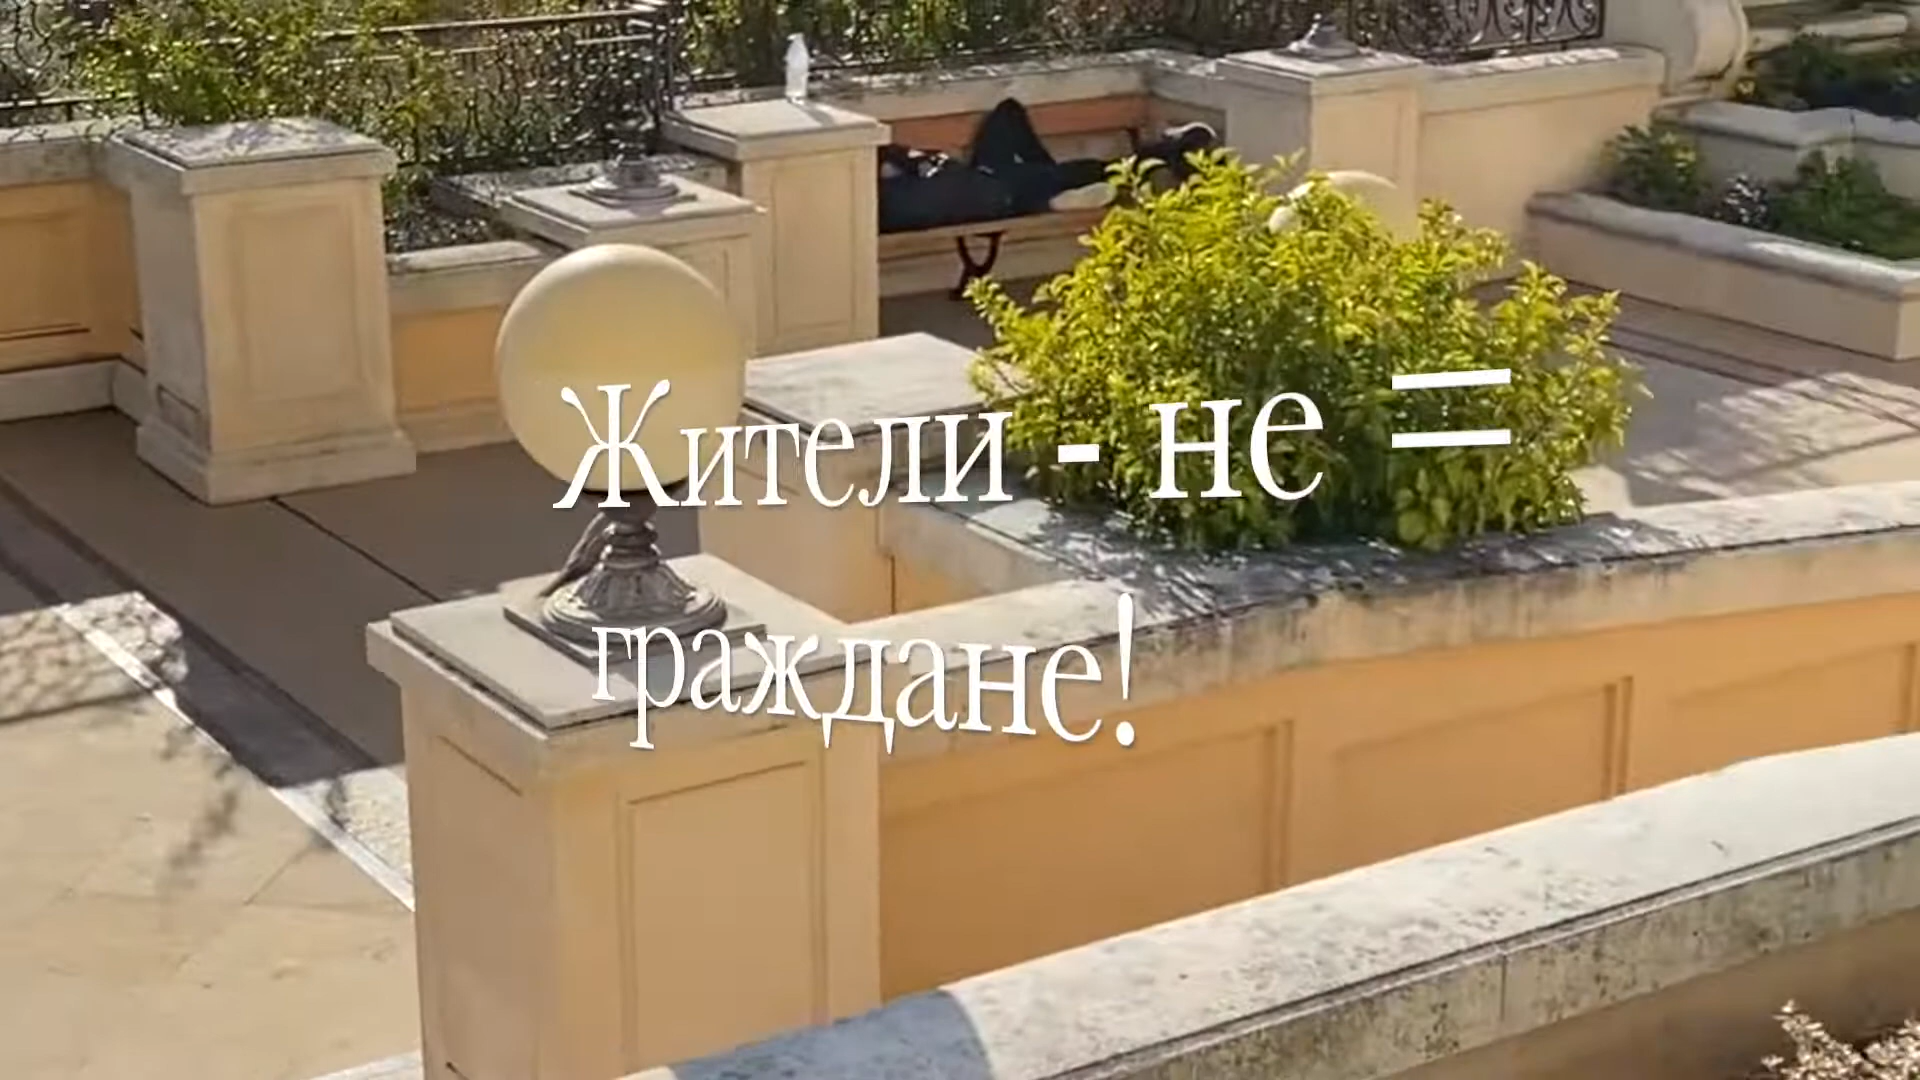 Жители - не =
граждане!